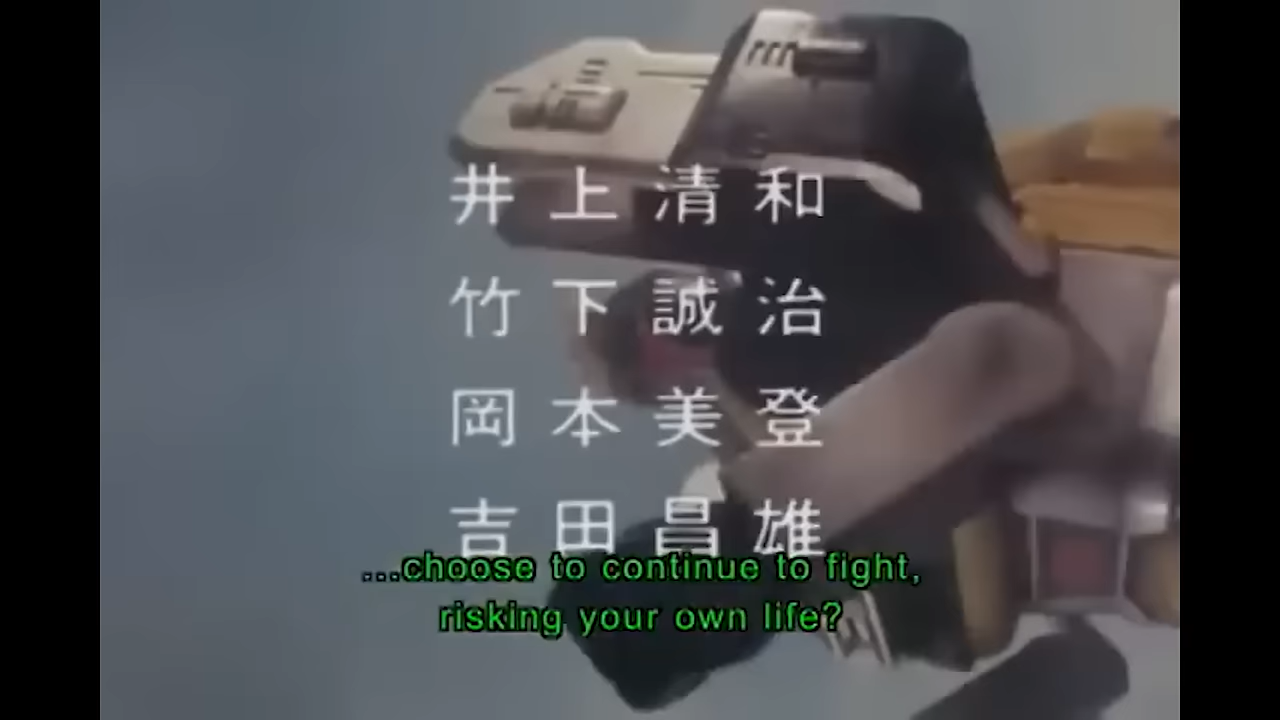 井上清和
竹下誠治
岡本美登
吉田昌雄
...choose to continue to fight,
risking your own life?